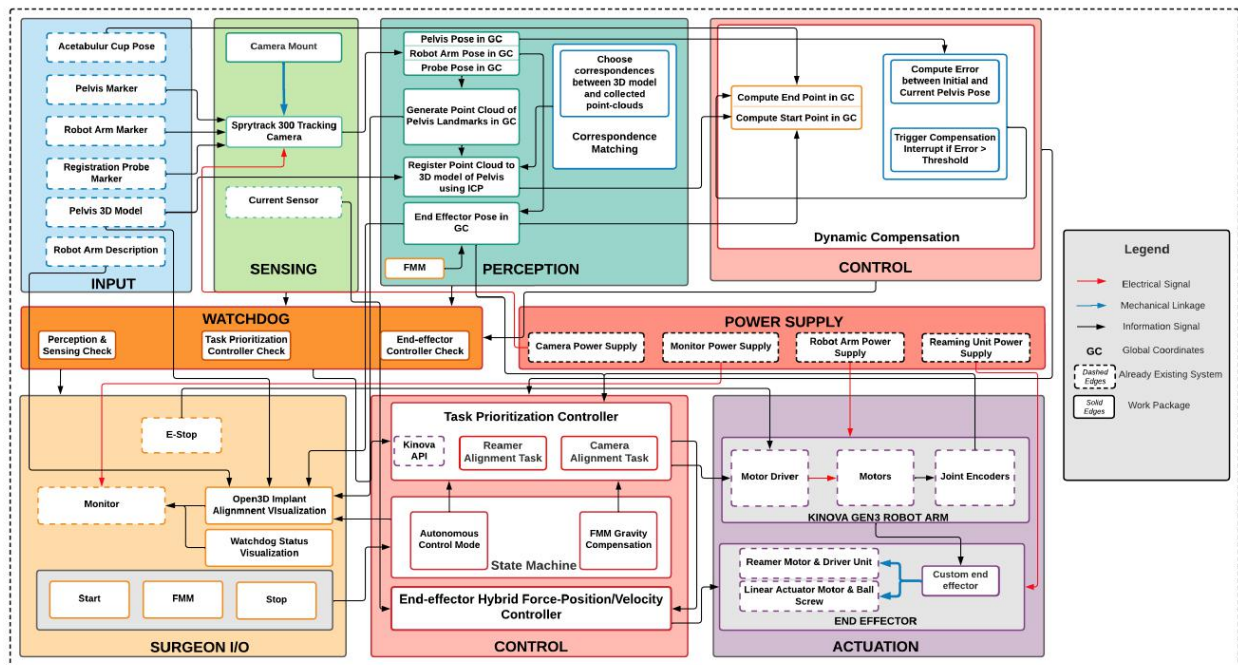 Acetabulur Cup Pose
Pelvis Marker
Robot Arm Marker
Registration Probe
Marker
Pelvis 3D Model
Robot Arm Description
INPUT
Camera Mount
Sprytrack 300 Tracking
Camera
Current Sensor
SENSING
Pelvis Pose in GC
Robot Arm Pose in GC
Probe Pose in GC
Generate Point Cloud of
Pelvis Landmarks in GC
Register Point Cloud to
3D model of Pelvis
using ICP
End Effector Pose in
GC
FMM
Choose
correspondences
between 3D model
and collected
point-clouds
Correspondence
Matching
PERCEPTION
Compute End Point in GC
Compute Start Point in GC
Compute Error
between Initial and
Current Pelvis Pose
Trigger Compensation
Interrupt if Error >
Threshold
Dynamic Compensation
CONTROL
Legend
Electrical Signal
Mechanical Linkage
Information Signal
GC Global Coordinates
Dashed
Edges
Already Existing System
Solid
Edges
Work Package
WATCHDOG
Perception &
Sensing Check
Task Prioritization
Controller Check
End-effector
Controller Check
POWER SUPPLY
Camera Power Supply
Monitor Power Supply
Robot Arm Power
Supply
Reaming Unit Power
Supply
E-Stop
Monitor
Open3D Implant
Alignmnent Visualization
Watchdog Status
Visualization
Start
FMM
Stop
SURGEON I/O
Task Prioritization Controller
Kinova
API
Reamer
Alignment Task
Camera
Alignment Task
Autonomous
Control Mode
FMM Gravity
Compensation
State Machine
End-effector Hybrid Force-Position/Velocity
Controller
CONTROL
Motor Driver
Motors
Joint Encoders
KINOVA GEN3 ROBOT ARM
Reamer Motor & Driver Unit
Linear Actuator Motor & Ball
Screw
Custom end
effector
END EFFECTOR
ACTUATION